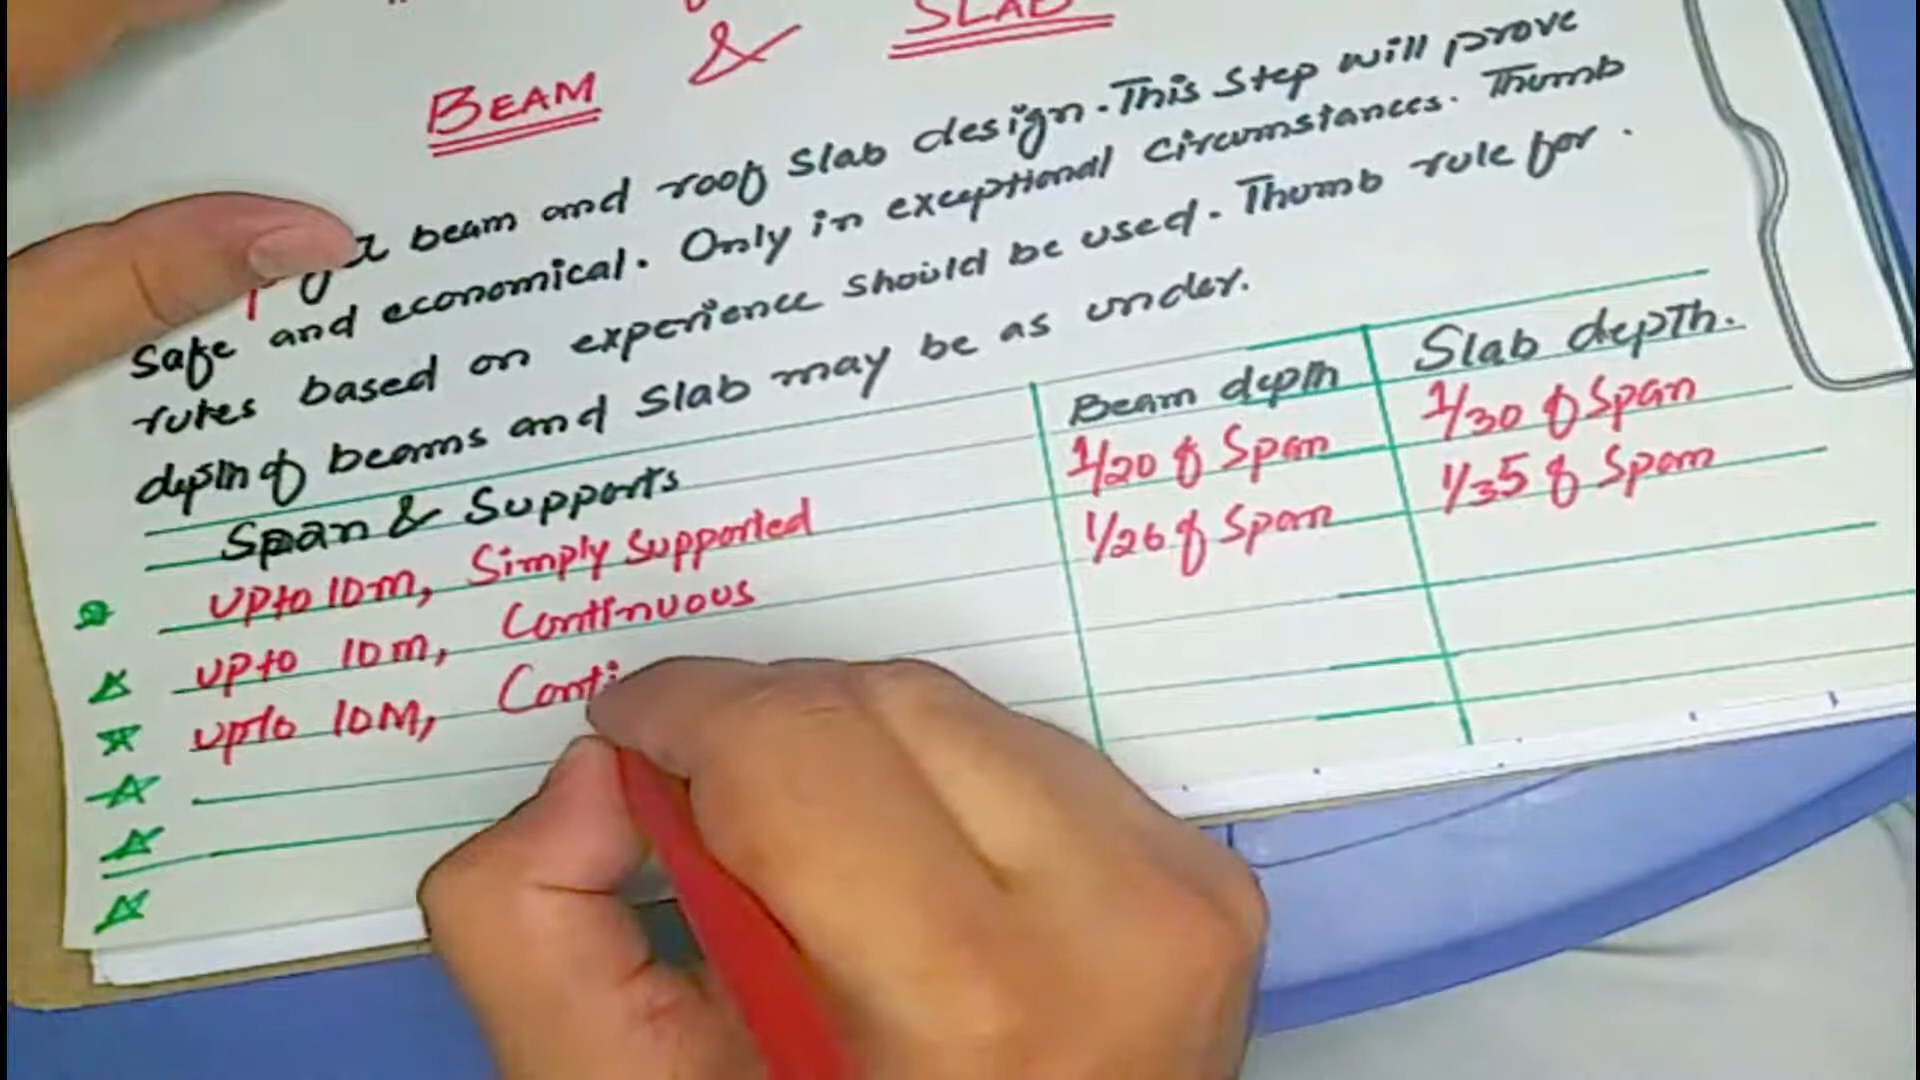 BEAM & SLAB
beam and roof Slab design. This Step will prove
Safe and economical. Only in exceptional Circumstances. Thumb
rules based on experience should be used. Thumb rule for.
depth of beams and Slab may be as under.
Span & Supports Beam depth Slab depth.
upto 10m, Simply Supported 1/20 of Span 1/30 of Span
upto 10m, Continuous 1/26 of Span 1/35 of Span
upto 10M, Conti